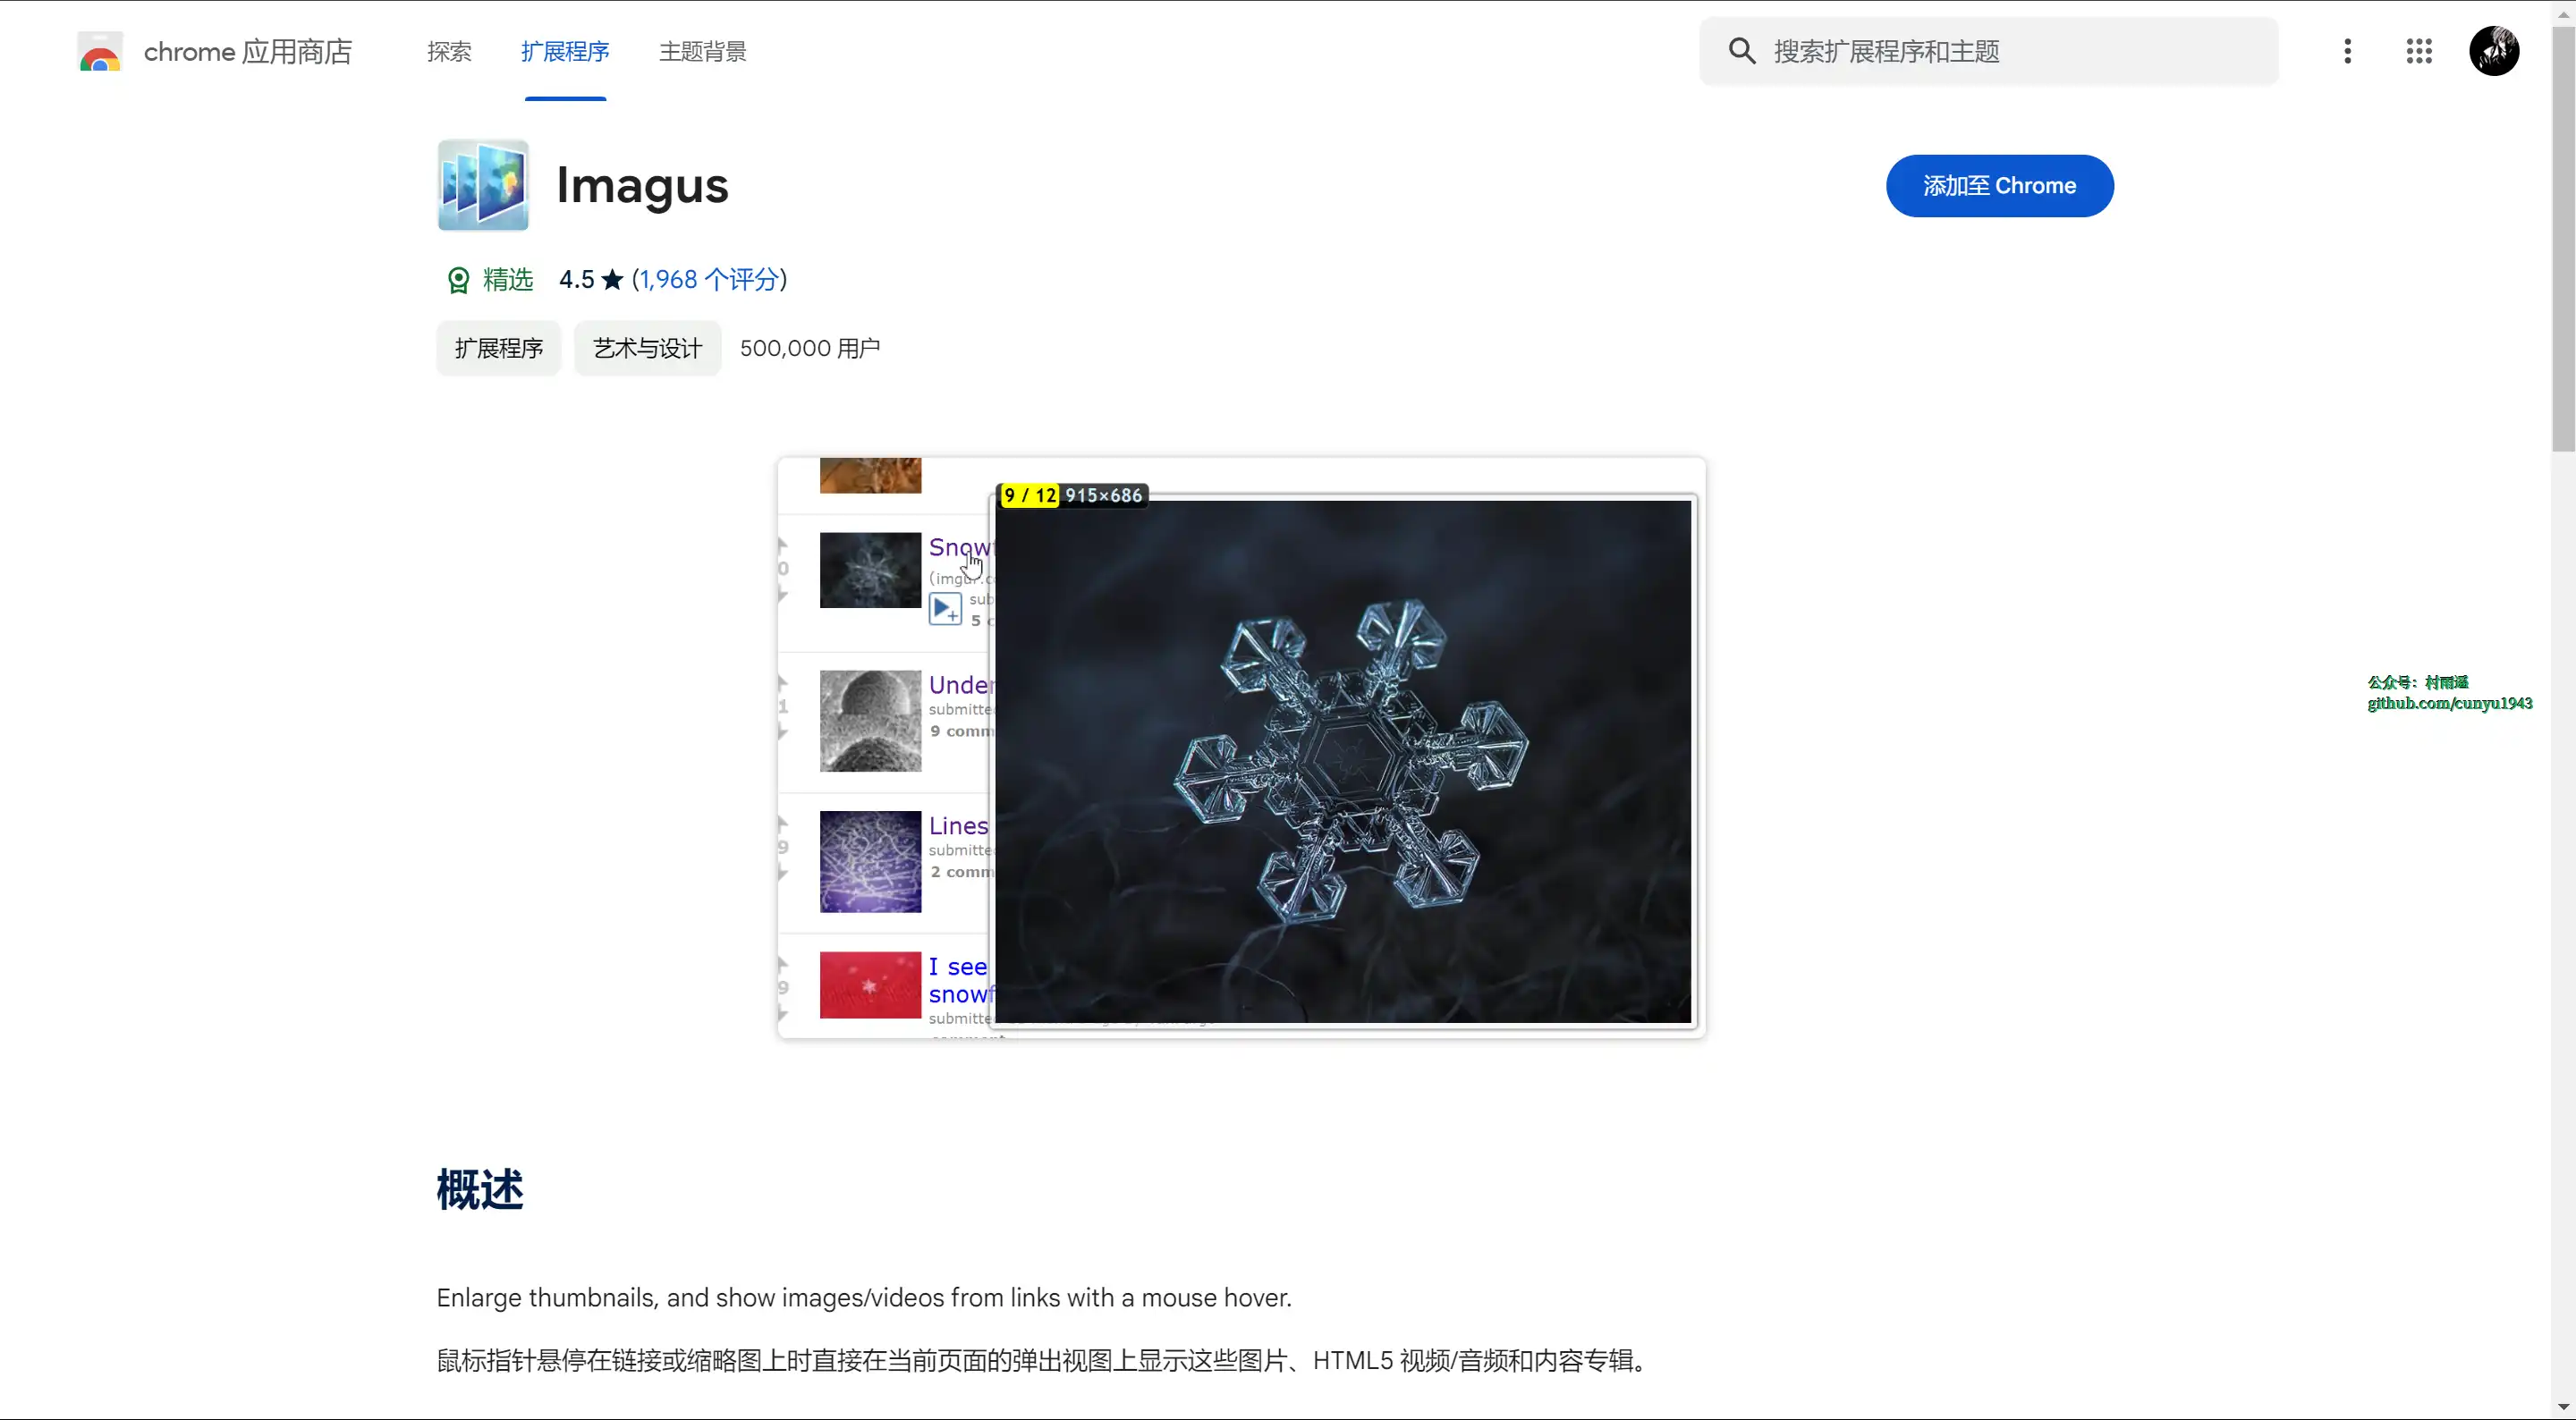 chrome 应用商店
探索
扩展程序
主题背景
搜索扩展程序和主题
Imagus
添加至 Chrome
精选
4.5 ★ (1,968 个评分)
扩展程序
艺术与设计
500,000 用户
9 / 12 915×686
0
5
1
Under
submitte
9 comm
9
Lines
submitte
2 comm
9
I see
snowf
submitte
公众号：村雨遥
github.com/cunyu1943
概述
Enlarge thumbnails, and show images/videos from links with a mouse hover.
鼠标指针悬停在链接或缩略图上时直接在当前页面的弹出视图上显示这些图片、HTML5 视频/音频和内容专辑。